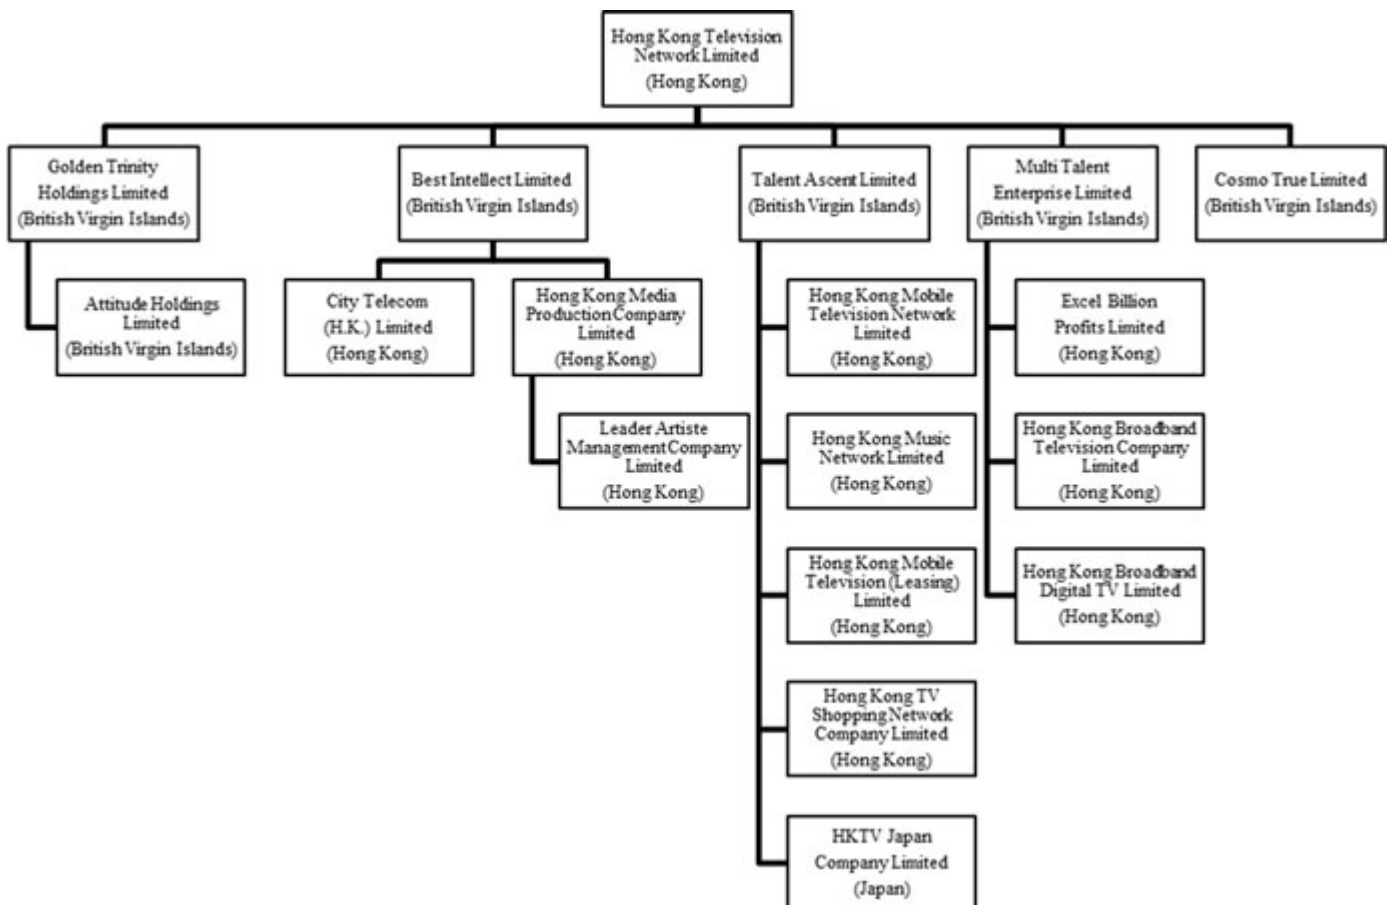 Hong Kong Television
Network Limited
(Hong Kong)
Golden Trinity
Holdings Limited
(British Virgin Islands)
Best Intellect Limited
(British Virgin Islands)
Talent Ascent Limited
(British Virgin Islands)
Multi Talent
Enterprise Limited
(British Virgin Islands)
Cosmo True Limited
(British Virgin Islands)
Attitude Holdings
Limited
(British Virgin Islands)
City Telecom
(H.K.) Limited
(Hong Kong)
Hong Kong Media
Production Company
Limited
(Hong Kong)
Leader Artiste
Management Company
Limited
(Hong Kong)
Hong Kong Mobile
Television Network
Limited
(Hong Kong)
Hong Kong Music
Network Limited
(Hong Kong)
Hong Kong Mobile
Television (Leasing)
Limited
(Hong Kong)
Hong Kong TV
Shopping Network
Company Limited
(Hong Kong)
HKTV Japan
Company Limited
(Japan)
Excel Billion
Profits Limited
(Hong Kong)
Hong Kong Broadband
Television Company
Limited
(Hong Kong)
Hong Kong Broadband
Digital TV Limited
(Hong Kong)